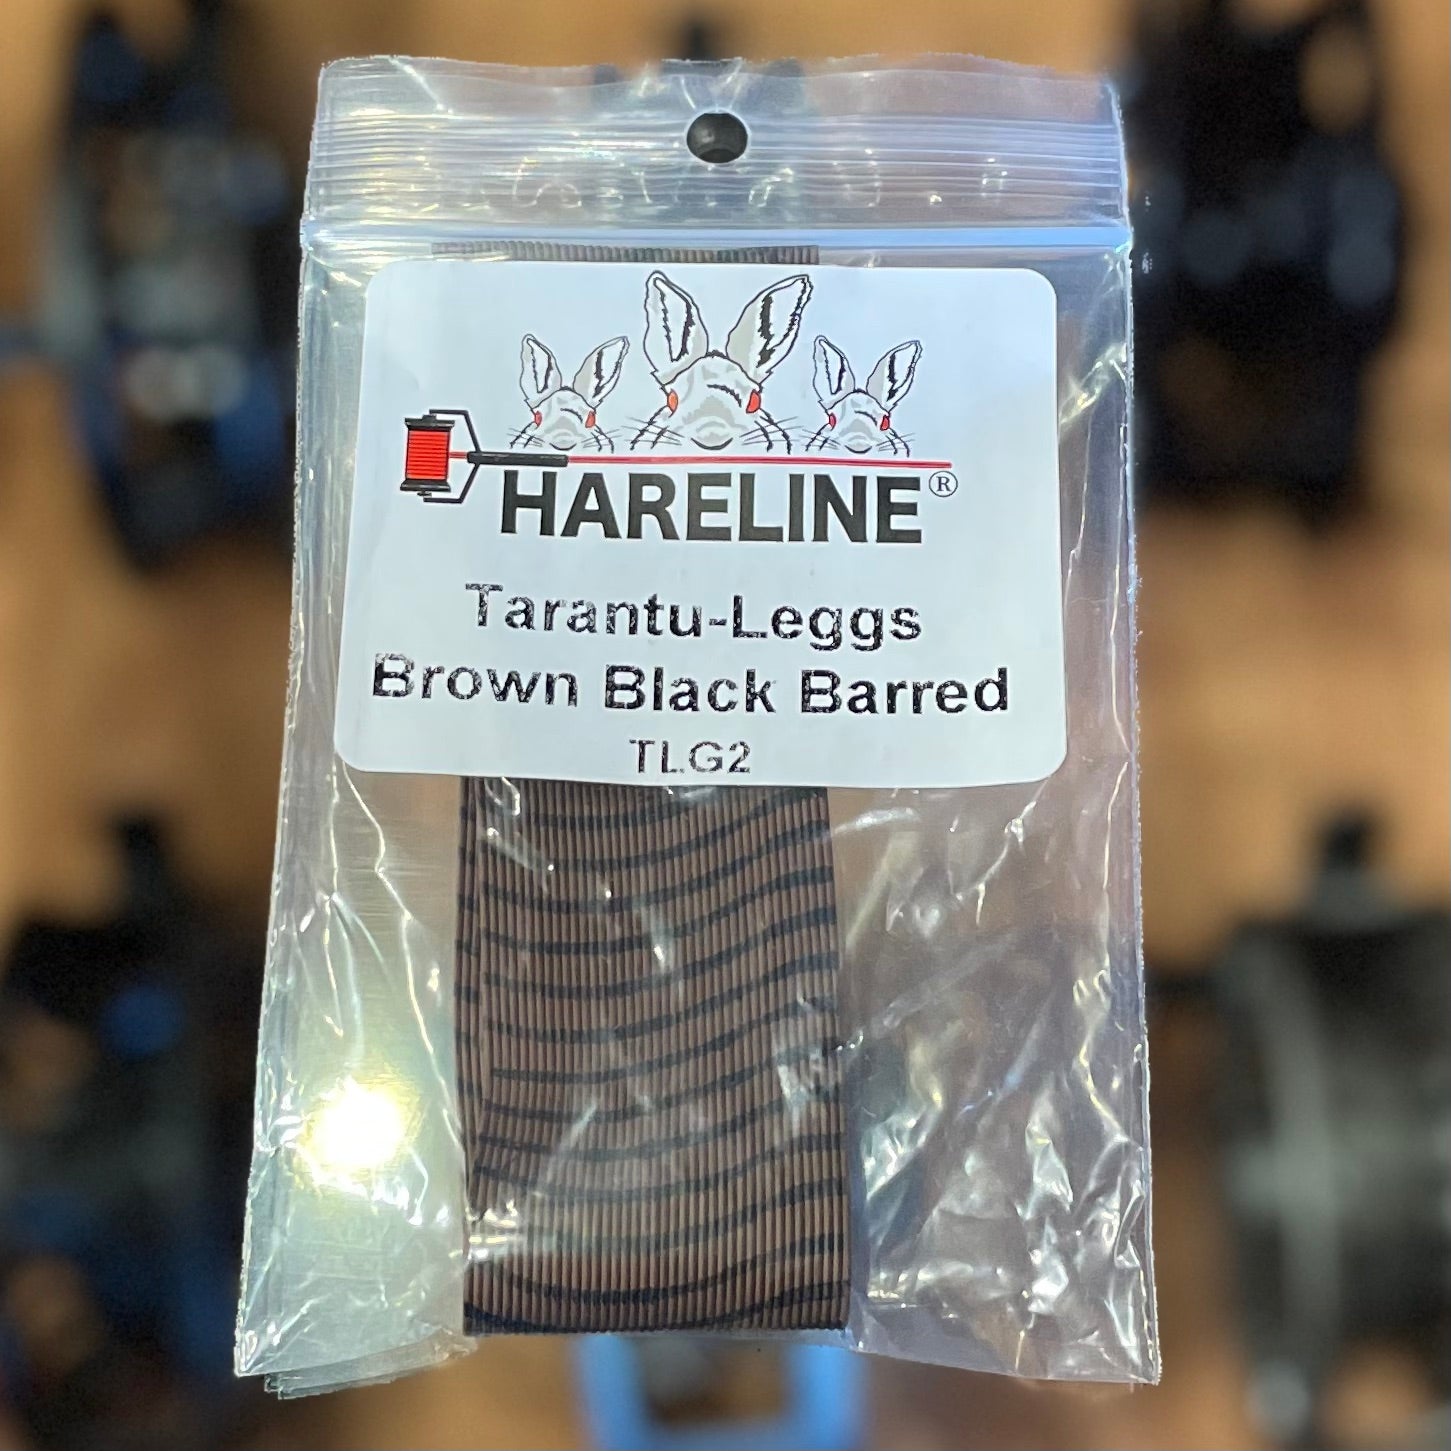 HARELINE®
Tarantu-Leggs
Brown Black Barred
TLG2